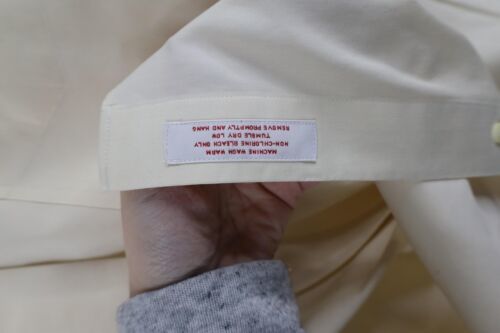 MACHINE WASH WARM
NON-CHLORINE BLEACH ONLY
TUMBLE DRY LOW
REMOVE PROMPTLY AND HANG